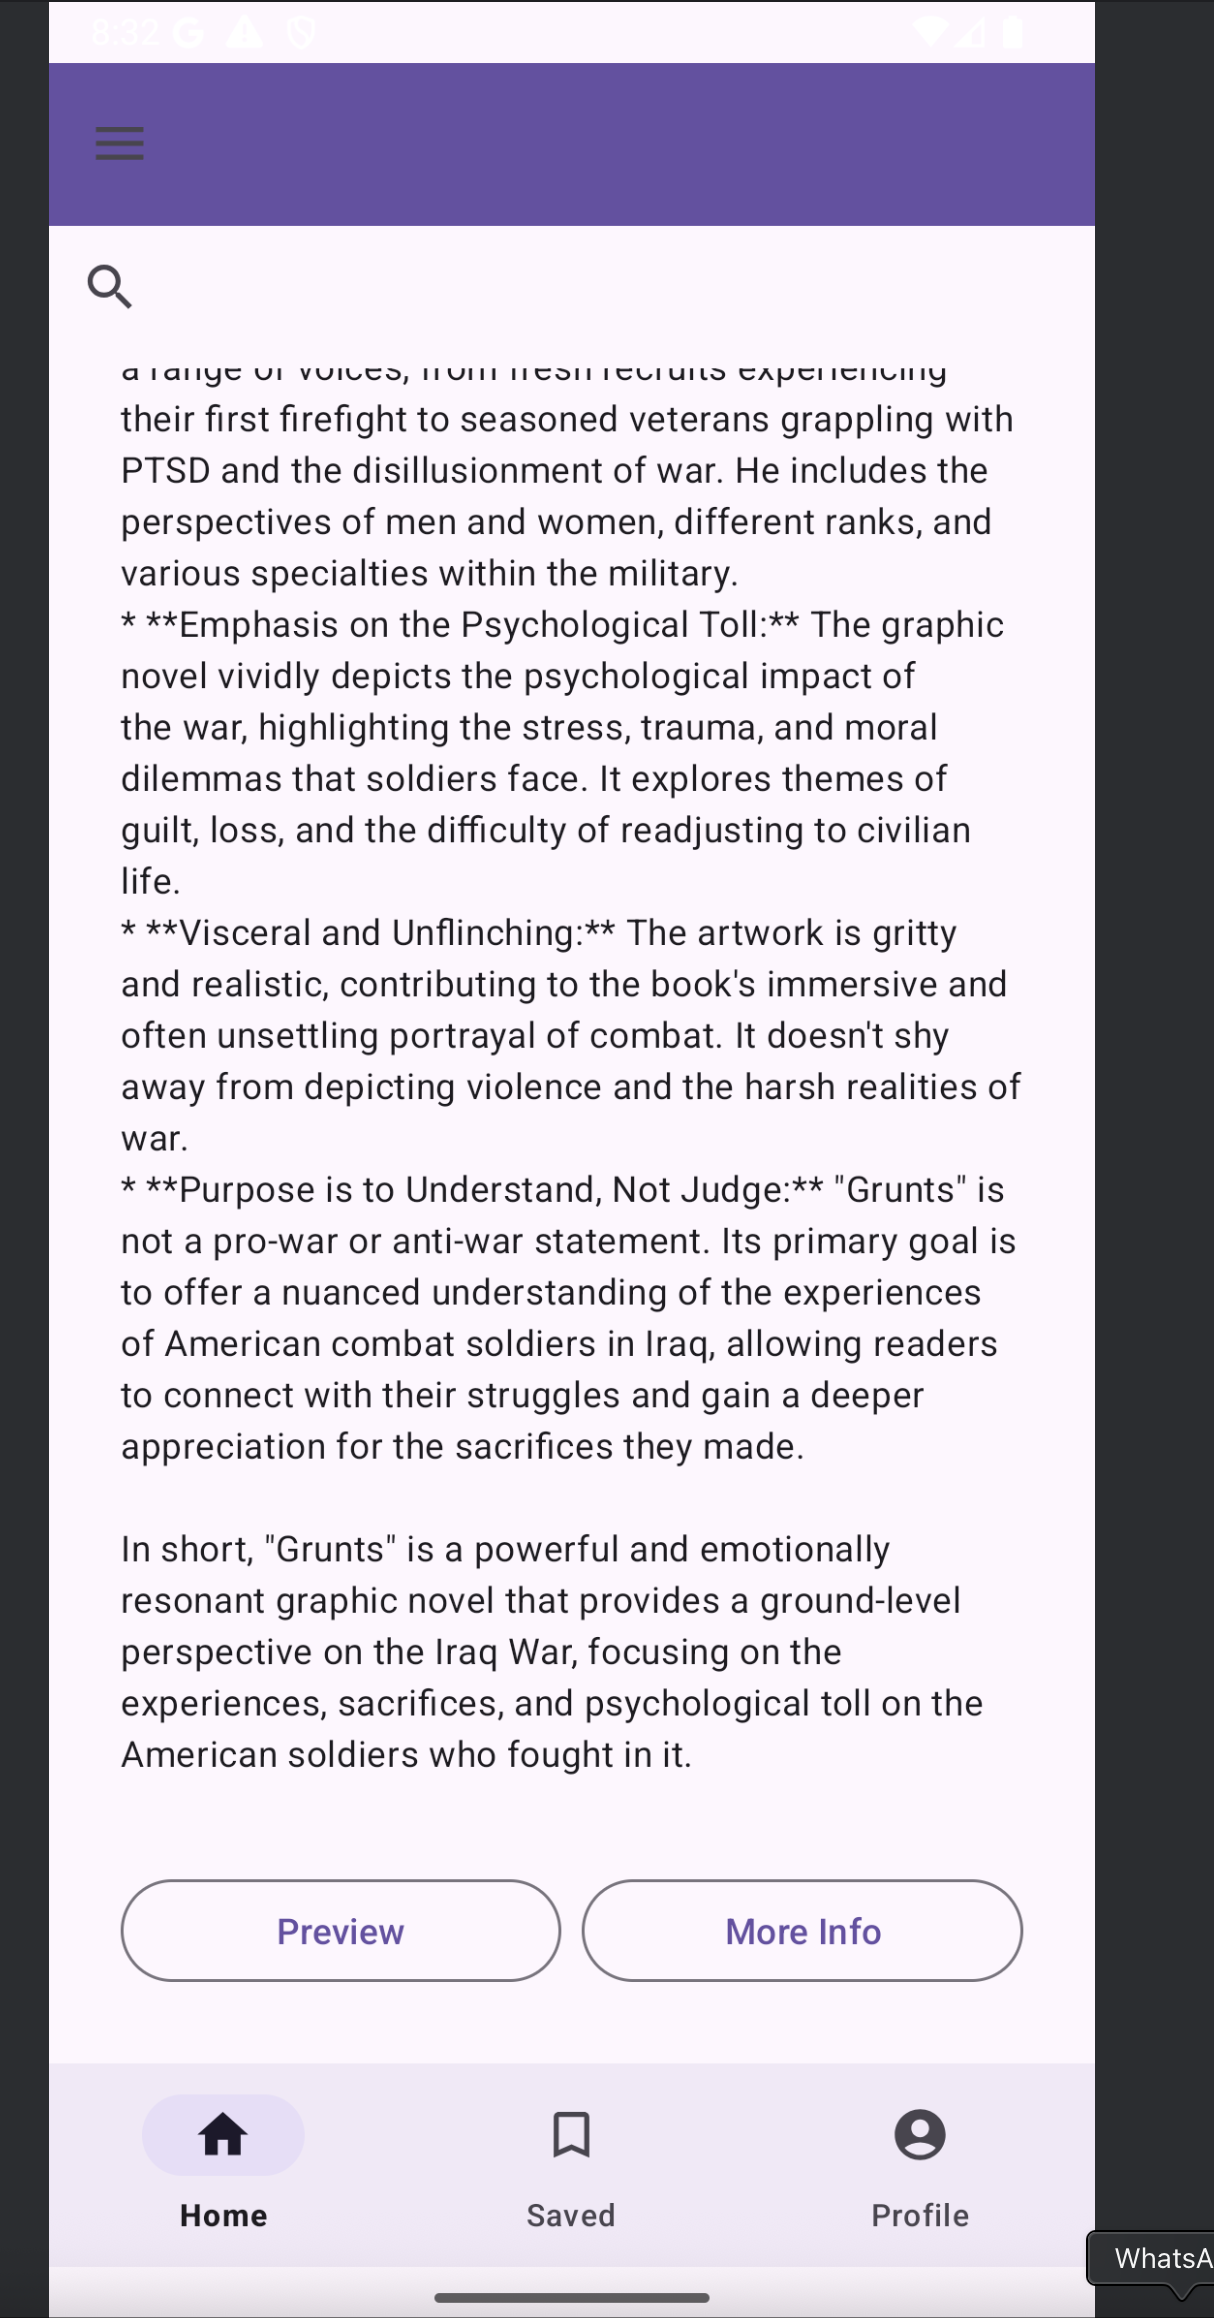 8:32
a range of voices, from fresh recruits experiencing
their first firefight to seasoned veterans grappling with
PTSD and the disillusionment of war. He includes the
perspectives of men and women, different ranks, and
various specialties within the military.
* **Emphasis on the Psychological Toll:** The graphic
novel vividly depicts the psychological impact of
the war, highlighting the stress, trauma, and moral
dilemmas that soldiers face. It explores themes of
guilt, loss, and the difficulty of readjusting to civilian
life.
* **Visceral and Unflinching:** The artwork is gritty
and realistic, contributing to the book's immersive and
often unsettling portrayal of combat. It doesn't shy
away from depicting violence and the harsh realities of
war.
* **Purpose is to Understand, Not Judge:** "Grunts" is
not a pro-war or anti-war statement. Its primary goal is
to offer a nuanced understanding of the experiences
of American combat soldiers in Iraq, allowing readers
to connect with their struggles and gain a deeper
appreciation for the sacrifices they made.
In short, "Grunts" is a powerful and emotionally
resonant graphic novel that provides a ground-level
perspective on the Iraq War, focusing on the
experiences, sacrifices, and psychological toll on the
American soldiers who fought in it.
Preview More Info
Home Saved Profile
WhatsA